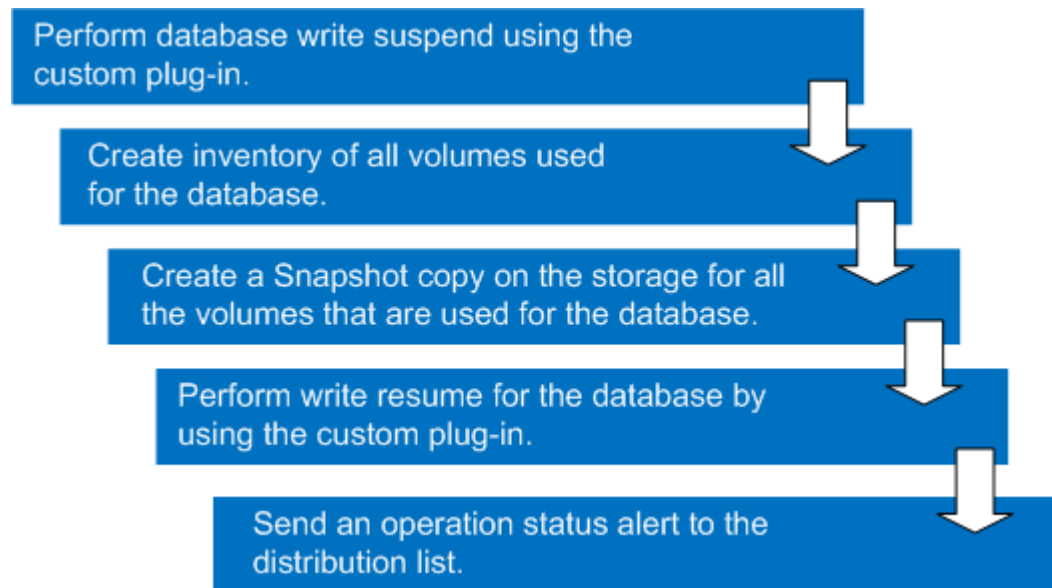 Perform database write suspend using the
custom plug-in.
Create inventory of all volumes used
for the database.
Create a Snapshot copy on the storage for all
the volumes that are used for the database.
Perform write resume for the database by
using the custom plug-in.
Send an operation status alert to the
distribution list.